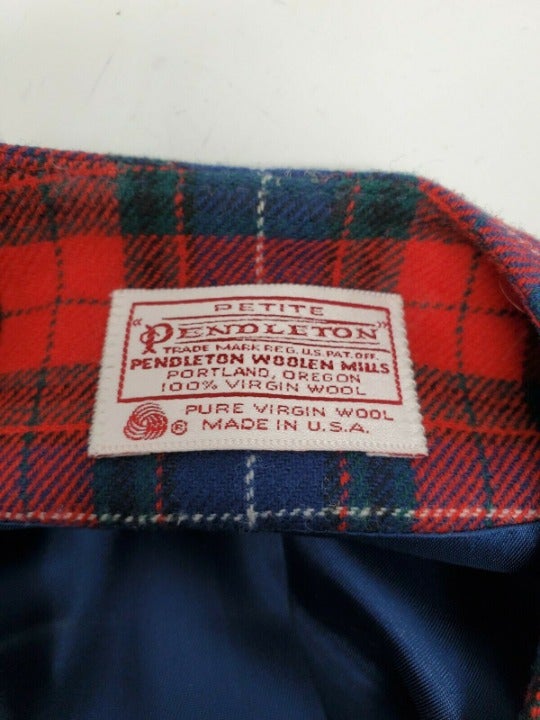 PETITE
"PENDLETON"
TRADE MARK REG. U.S. PAT. OFF.
PENDLETON WOOLEN MILLS
PORTLAND, OREGON
100% VIRGIN WOOL
PURE VIRGIN WOOL
® MADE IN U.S.A.